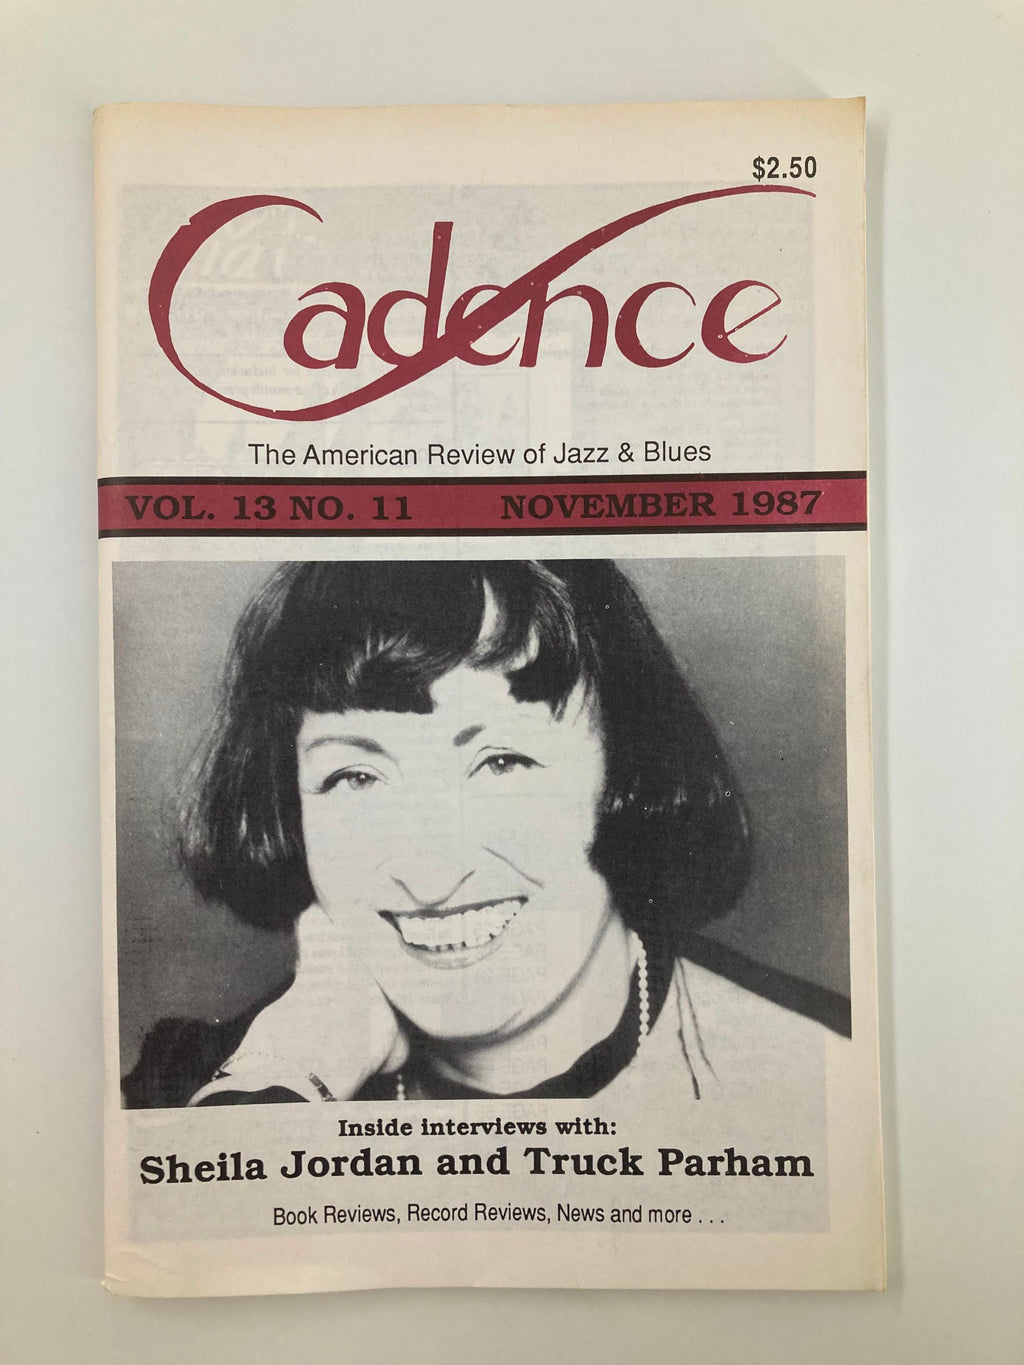 $2.50
Cadence
The American Review of Jazz & Blues
VOL. 13 NO. 11 NOVEMBER 1987
Inside interviews with:
Sheila Jordan and Truck Parham
Book Reviews, Record Reviews, News and more . . .